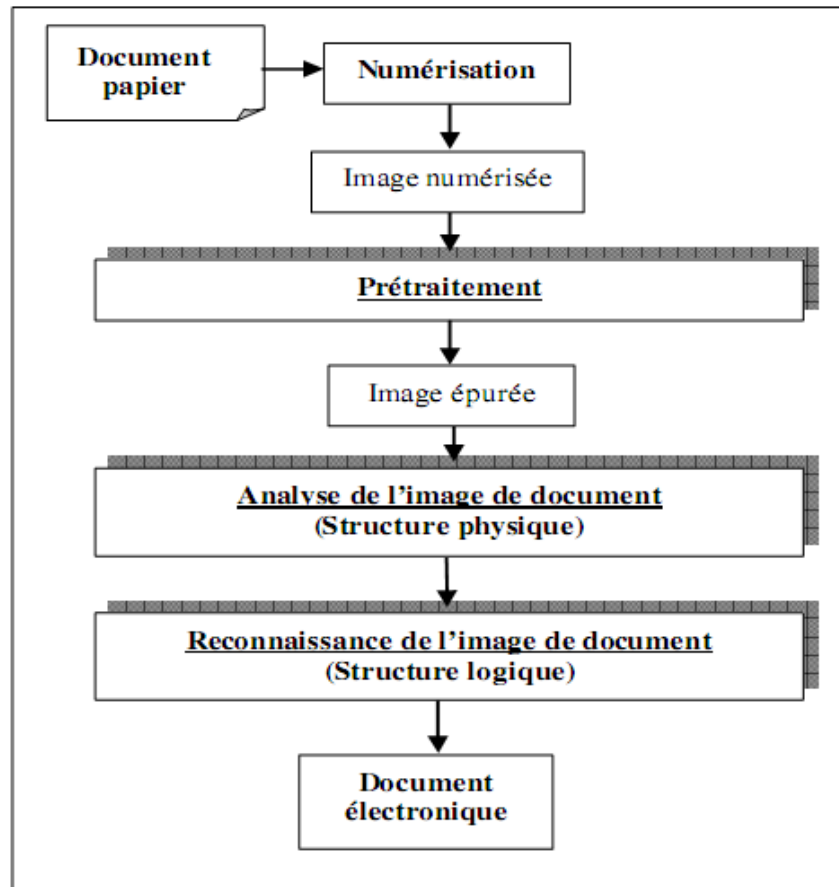 Document
papier
Numérisation
Image numérisée
Prétraitement
Image épurée
Analyse de l'image de document
(Structure physique)
Reconnaissance de l'image de document
(Structure logique)
Document
électronique